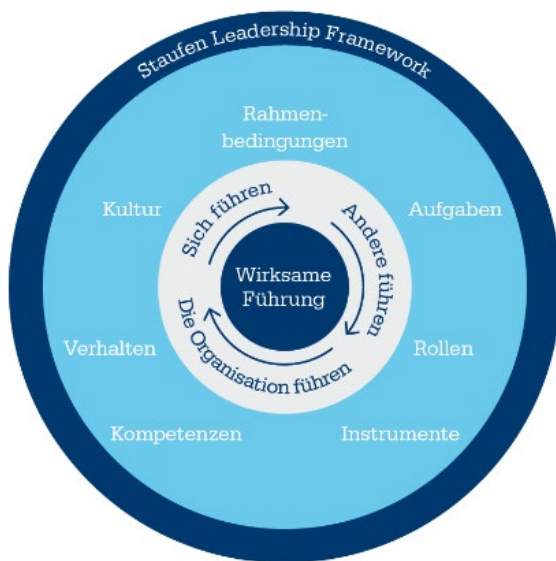 Staufen Leadership Framework
Rahmen-
bedingungen
Kultur
Aufgaben
Sich führen
Andere führen
Wirksame
Führung
Die Organisation führen
Verhalten
Rollen
Kompetenzen
Instrumente